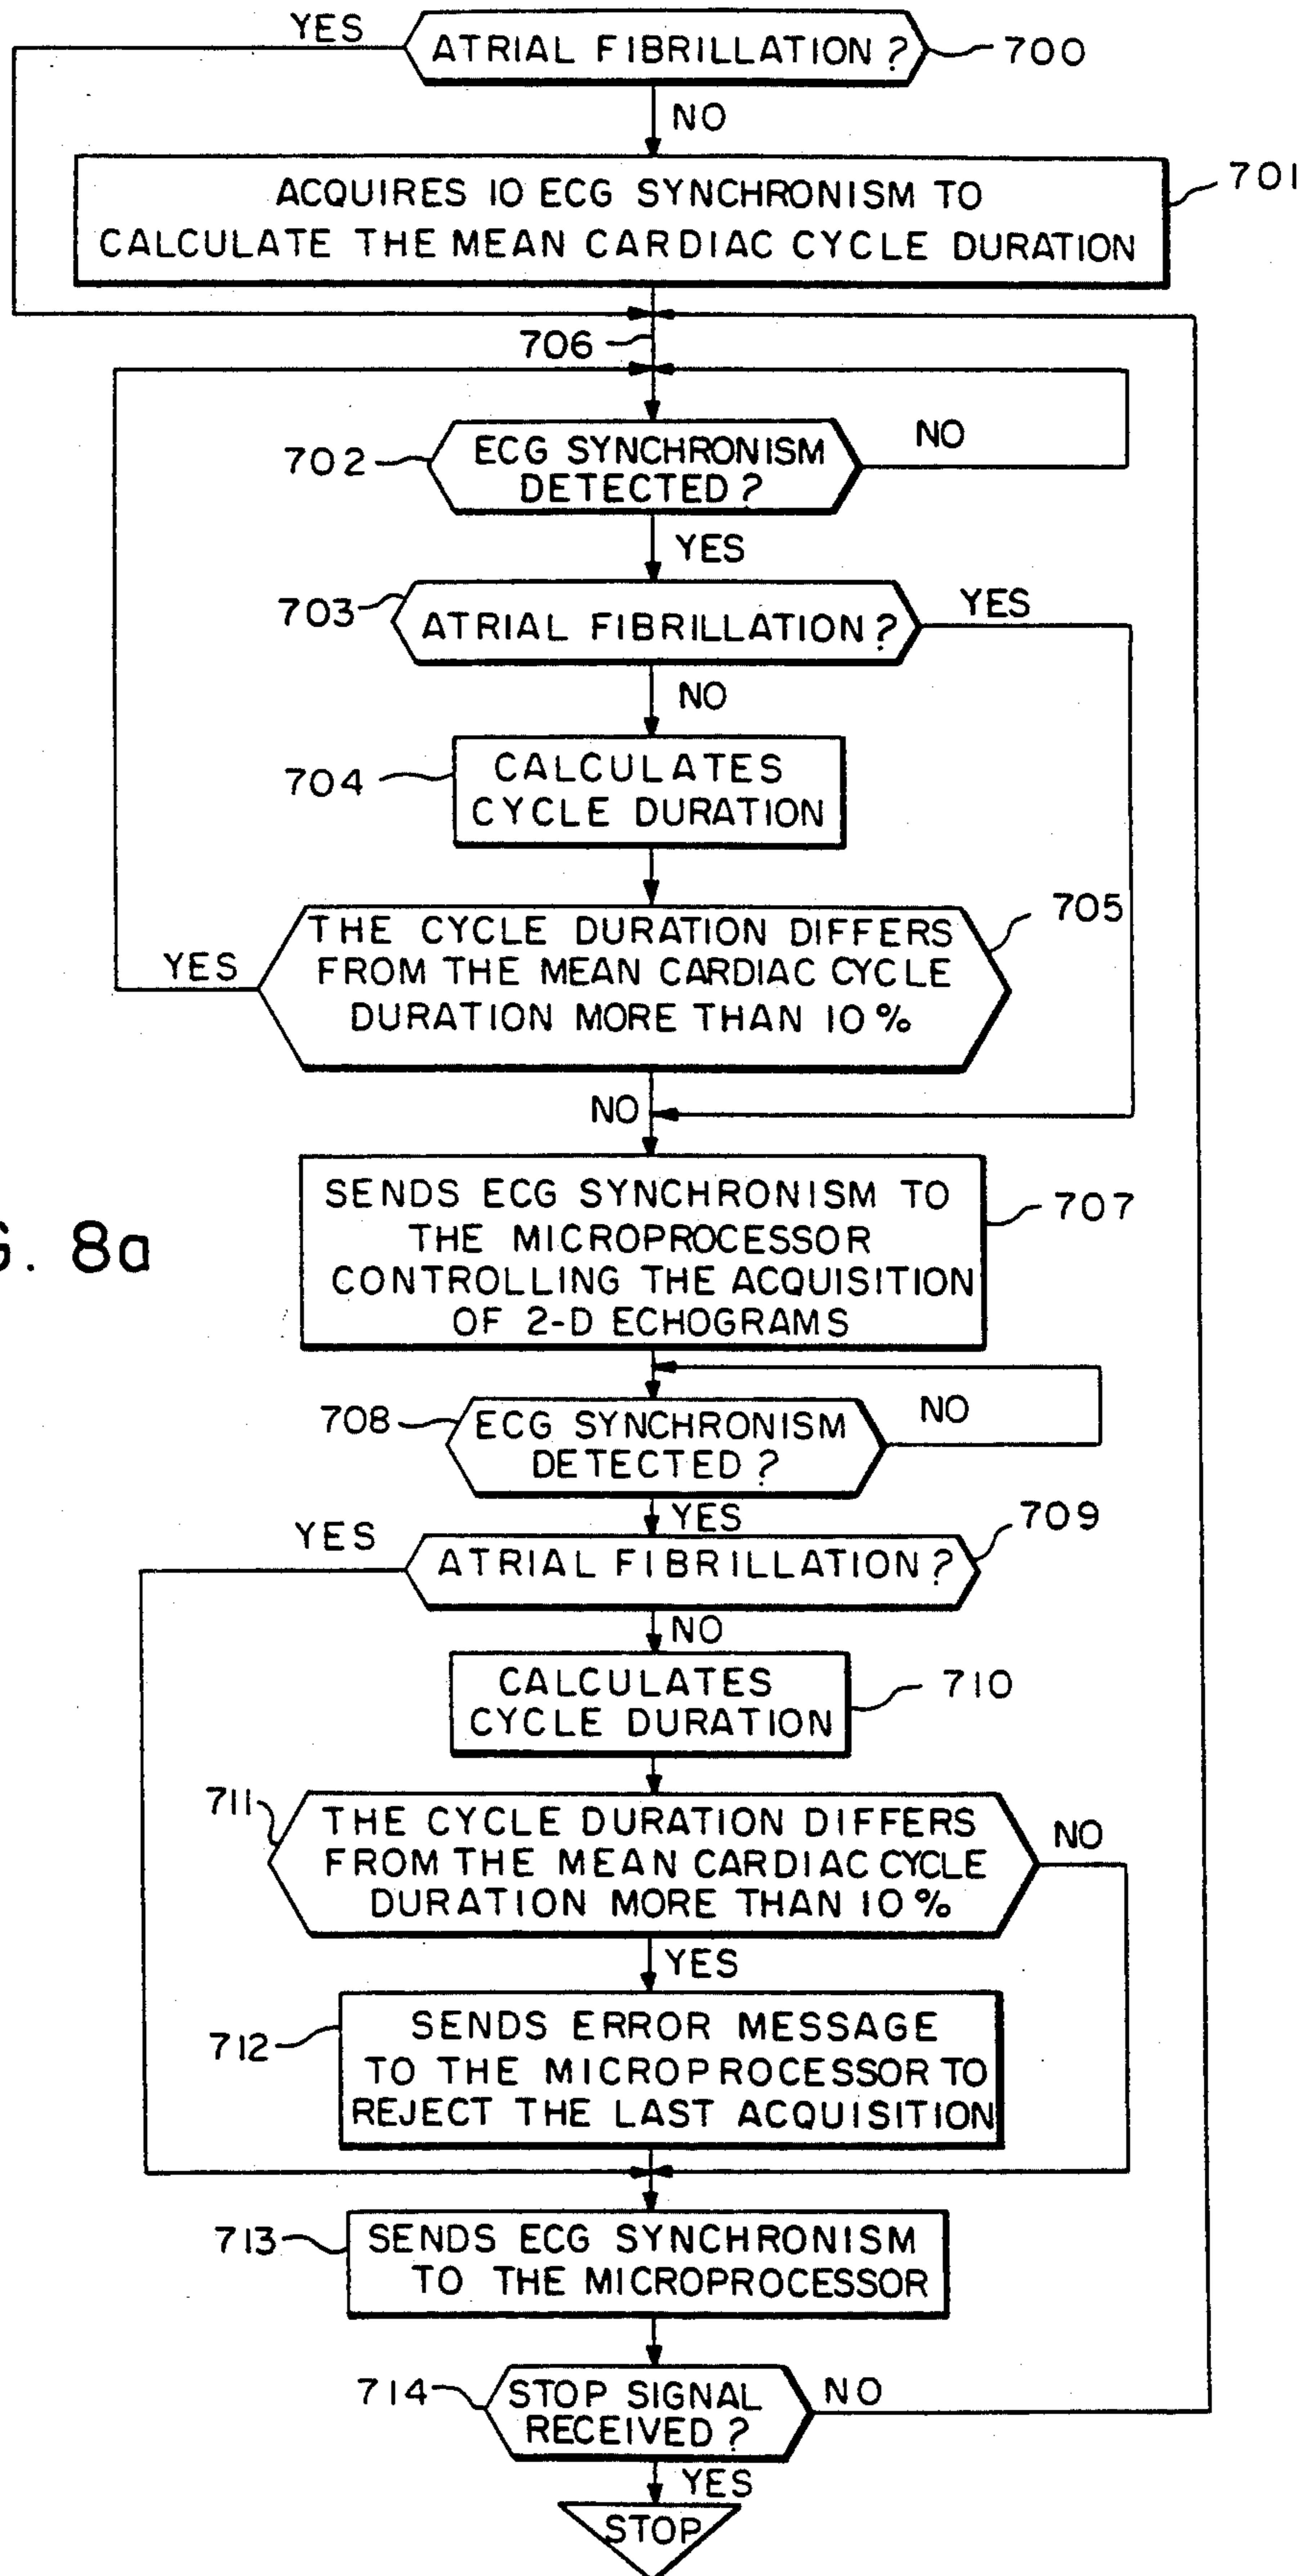 YES
ATRIAL FIBRILLATION ?
700
NO
ACQUIRES 10 ECG SYNCHRONISM TO
CALCULATE THE MEAN CARDIAC CYCLE DURATION
701
706
702
ECG SYNCHRONISM
DETECTED ?
NO
YES
703
ATRIAL FIBRILLATION ?
YES
NO
704
CALCULATES
CYCLE DURATION
705
THE CYCLE DURATION DIFFERS
FROM THE MEAN CARDIAC CYCLE
DURATION MORE THAN 10 %
YES
NO
SENDS ECG SYNCHRONISM TO
THE MICROPROCESSOR
CONTROLLING THE ACQUISITION
OF 2-D ECHOGRAMS
707
G. 8a
708
ECG SYNCHRONISM
DETECTED ?
NO
YES
709
YES
ATRIAL FIBRILLATION ?
NO
CALCULATES
CYCLE DURATION
710
711
THE CYCLE DURATION DIFFERS
FROM THE MEAN CARDIAC CYCLE
DURATION MORE THAN 10 %
NO
YES
712
SENDS ERROR MESSAGE
TO THE MICROPROCESSOR TO
REJECT THE LAST ACQUISITION
713
SENDS ECG SYNCHRONISM
TO THE MICROPROCESSOR
714
STOP SIGNAL
RECEIVED ?
NO
YES
STOP